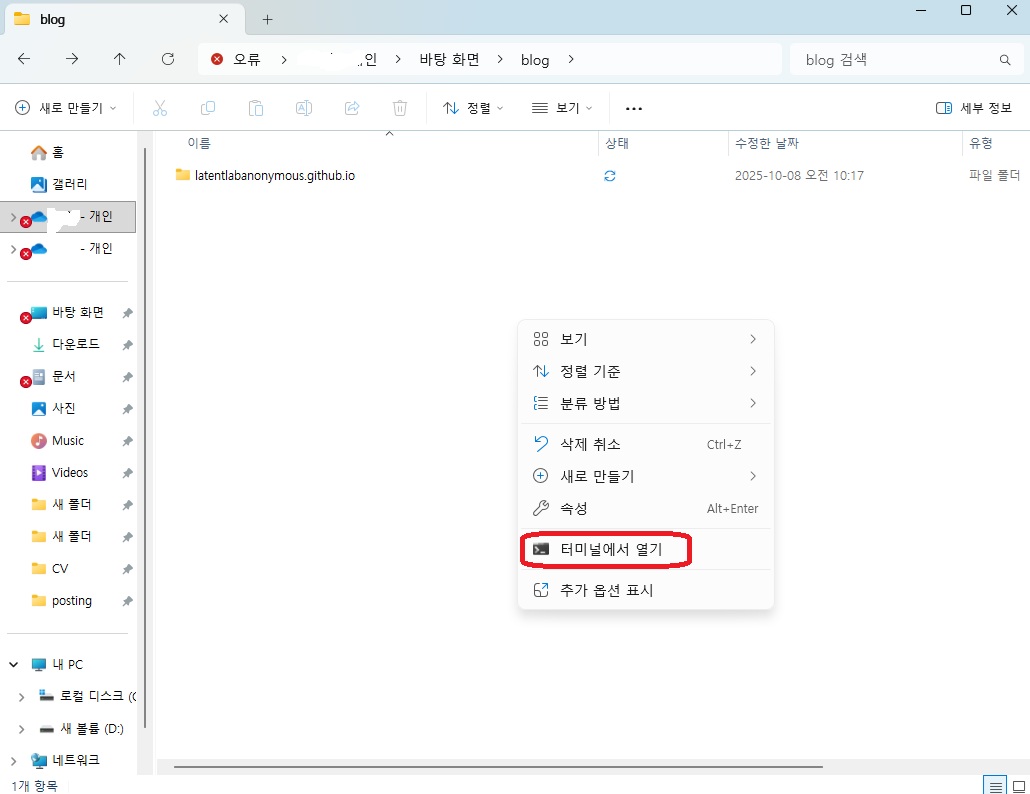 blog
오류 인 바탕 화면 blog
blog 검색
새로 만들기
정렬
보기
세부 정보
이름 상태 수정한 날짜 유형
latentlabanonymous.github.io 2025-10-08 오전 10:17 파일 폴더
홈
갤러리
- 개인
- 개인
바탕 화면
다운로드
문서
사진
Music
Videos
새 폴더
새 폴더
CV
posting
내 PC
로컬 디스크 (C
새 볼륨 (D:)
네트워크
보기
정렬 기준
분류 방법
삭제 취소 Ctrl+Z
새로 만들기
속성 Alt+Enter
터미널에서 열기
추가 옵션 표시
1개 항목